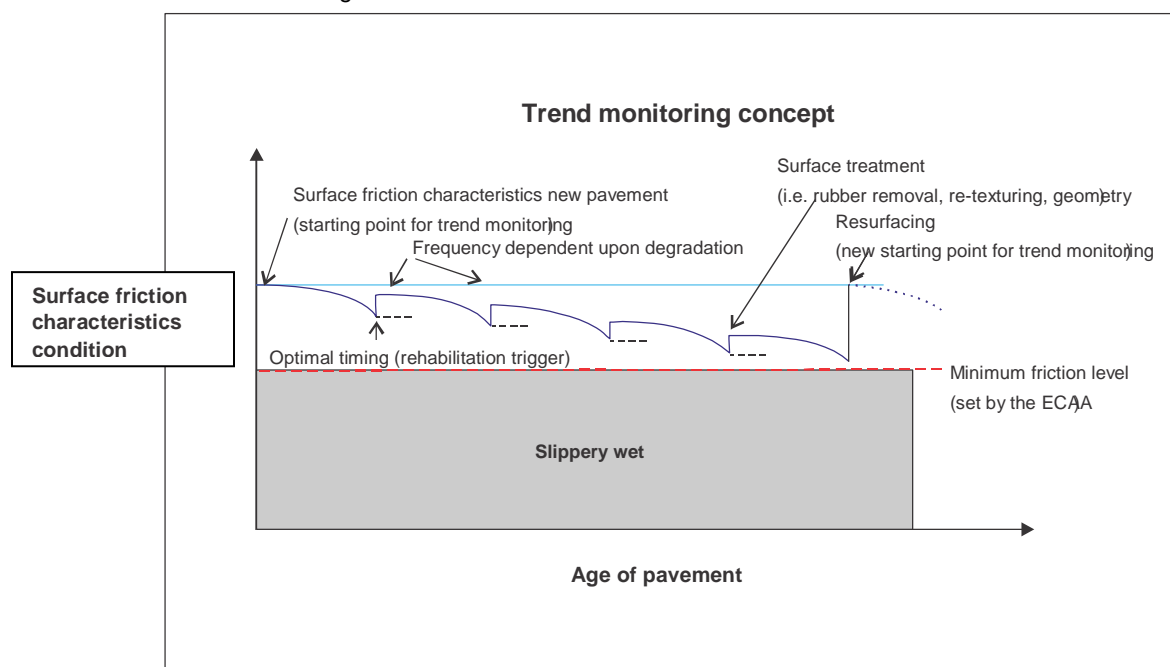 Trend monitoring concept
Surface treatment
(i.e. rubber removal, re-texturing, geometry)
Resurfacing
(new starting point for trend monitoring)
Surface friction characteristics new pavement
(starting point for trend monitoring)
Frequency dependent upon degradation
Surface friction
characteristics
condition
Optimal timing (rehabilitation trigger)
Minimum friction level
(set by the ECAA)
Slippery wet
Age of pavement